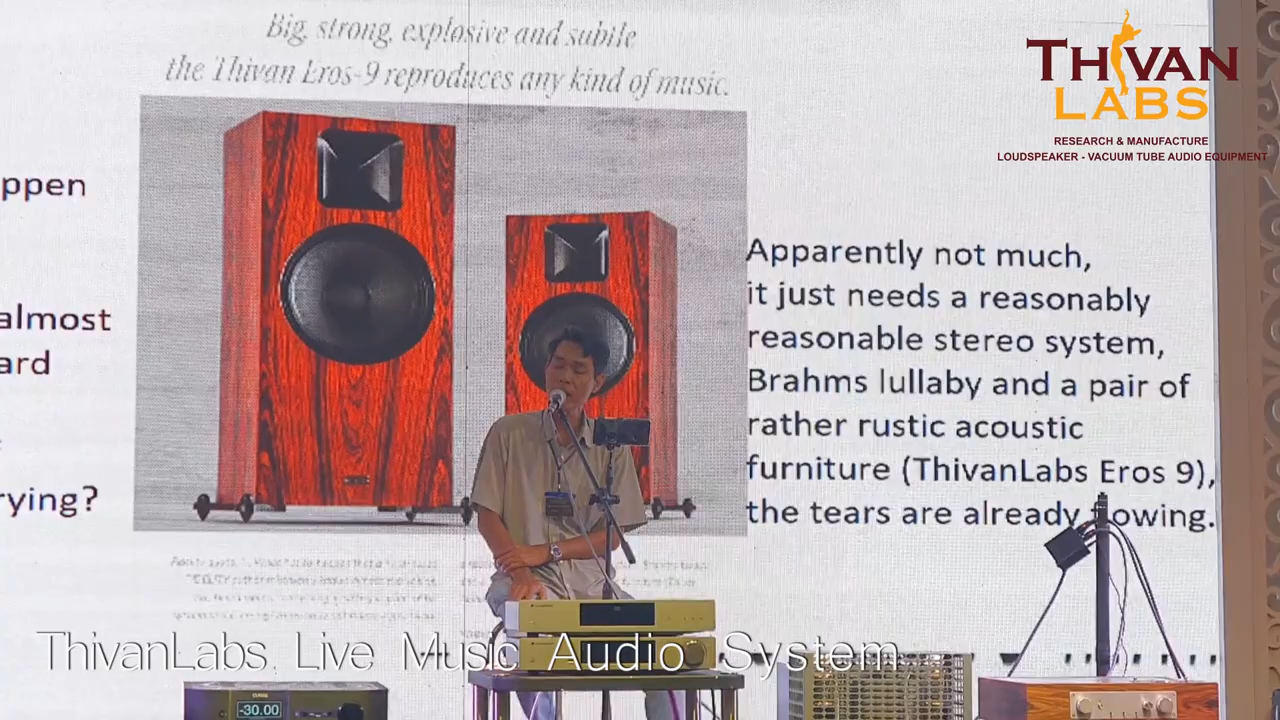 Big, strong, explosive and subtle
the Thivan Eros-9 reproduces any kind of music.
THIVAN
LABS
RESEARCH & MANUFACTURE
LOUDSPEAKER - VACUUM TUBE AUDIO EQUIPMENT
ppen
almost
ard
rying?
Apparently not much,
it just needs a reasonably
reasonable stereo system,
Brahms lullaby and a pair of
rather rustic acoustic
furniture (ThivanLabs Eros 9),
the tears are already flowing.
ThivanLabs Live Music Audio System
-30.00